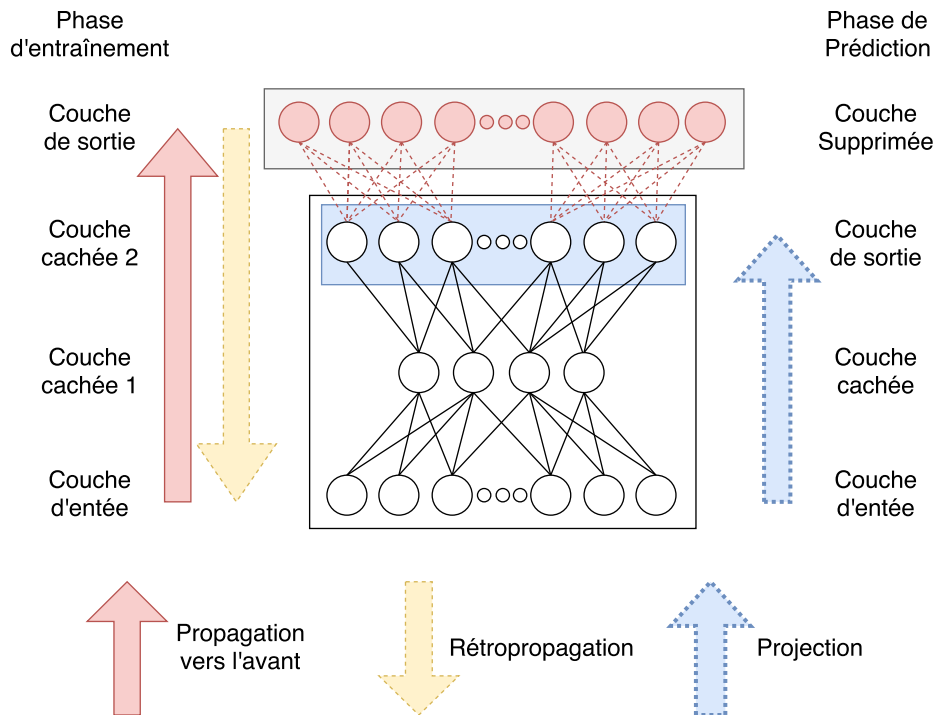 Phase
d'entraînement
Phase de
Prédiction
Couche
de sortie
Couche
Supprimée
Couche
cachée 2
Couche
de sortie
Couche
cachée 1
Couche
cachée
Couche
d'entée
Couche
d'entée
Propagation
vers l'avant
Rétropropagation
Projection